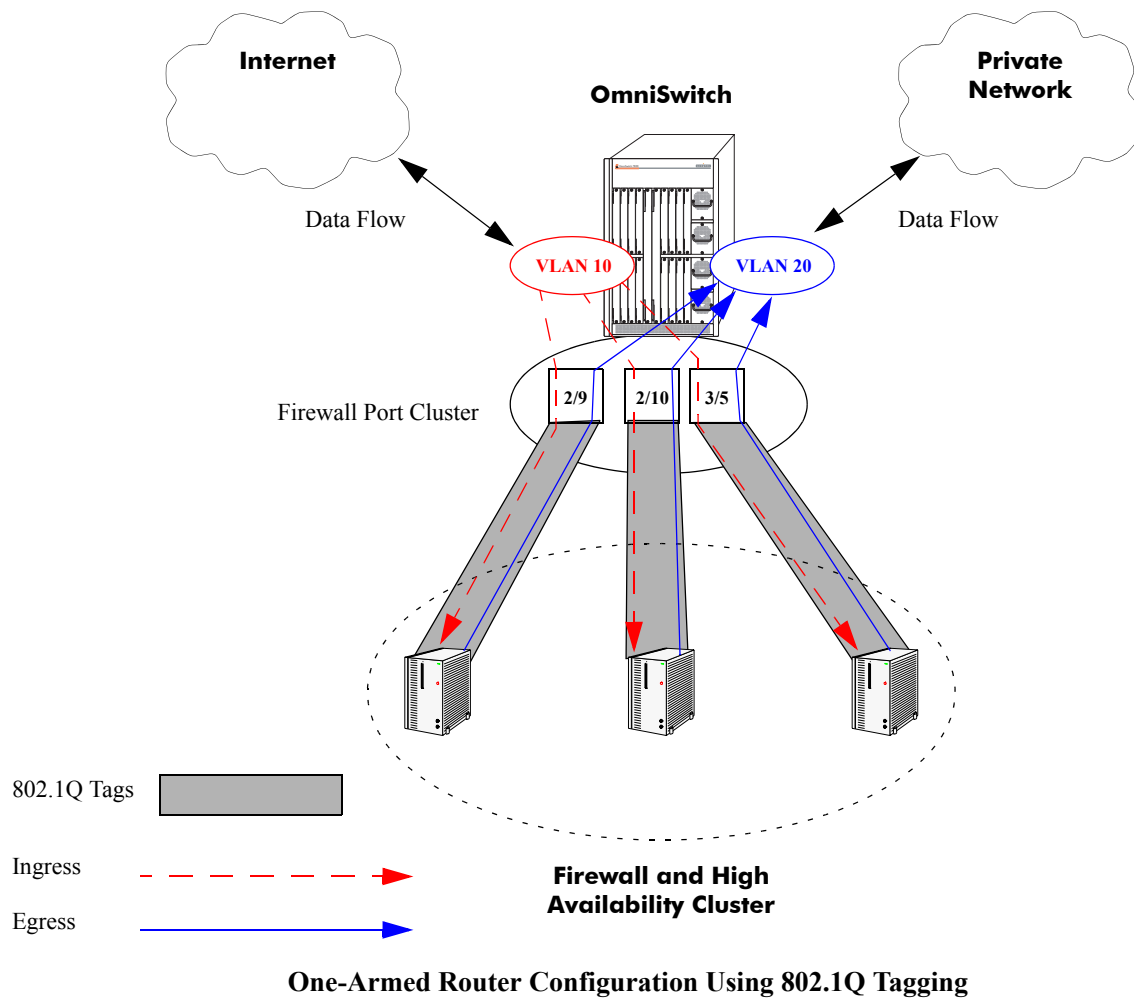 Internet
Private
Network
OmniSwitch
Data Flow
Data Flow
VLAN 10
VLAN 20
Firewall Port Cluster
2/9
2/10
3/5
802.1Q Tags
Ingress
Egress
Firewall and High
Availability Cluster
One-Armed Router Configuration Using 802.1Q Tagging